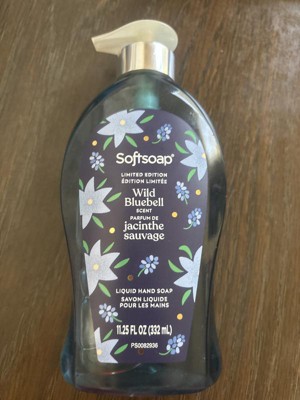 Softsoap®
LIMITED EDITION
ÉDITION LIMITÉE
Wild
Bluebell
SCENT
PARFUM DE
jacinthe
sauvage
LIQUID HAND SOAP
SAVON LIQUIDE
POUR LES MAINS
11.25 FL OZ (332 mL)
PS0082936